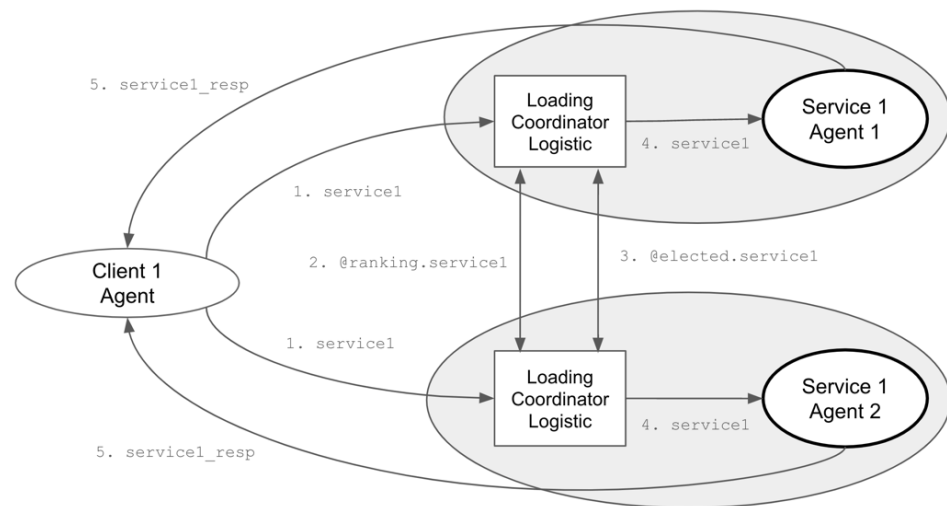 5. service1_resp
Loading
Coordinator
Logistic
4. service1
Service 1
Agent 1
1. service1
2. @ranking.service1
3. @elected.service1
Client 1
Agent
1. service1
Loading
Coordinator
Logistic
4. service1
Service 1
Agent 2
5. service1_resp